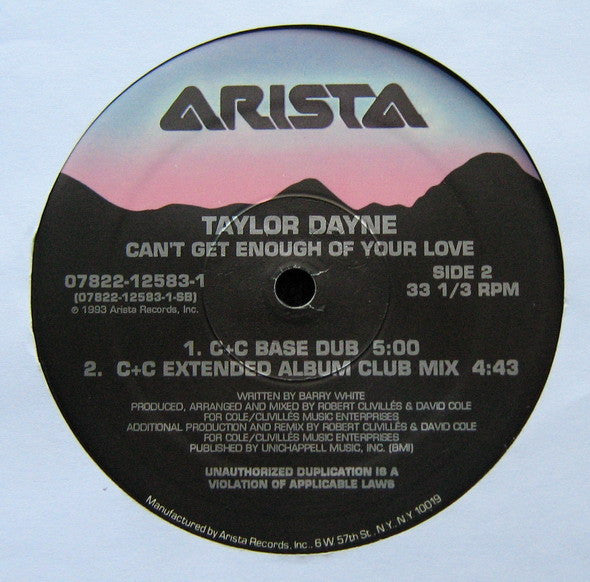 ARISTA
TAYLOR DAYNE
CAN'T GET ENOUGH OF YOUR LOVE
07822-12583-1
(07822-12583-1-SB)
℗ 1993 Arista Records, Inc.
SIDE 2
33 1/3 RPM
1. C+C BASE DUB 5:00
2. C+C EXTENDED ALBUM CLUB MIX 4:43
WRITTEN BY BARRY WHITE
PRODUCED, ARRANGED AND MIXED BY ROBERT CLIVILLÉS & DAVID COLE
FOR COLE/CLIVILLÉS MUSIC ENTERPRISES
ADDITIONAL PRODUCTION AND REMIX BY ROBERT CLIVILLÉS & DAVID COLE
FOR COLE/CLIVILLÉS MUSIC ENTERPRISES
PUBLISHED BY UNICHAPPELL MUSIC, INC. (BMI)
UNAUTHORIZED DUPLICATION IS A
VIOLATION OF APPLICABLE LAWS
Manufactured by Arista Records, Inc., 6 W. 57th St., N.Y., N.Y. 10019